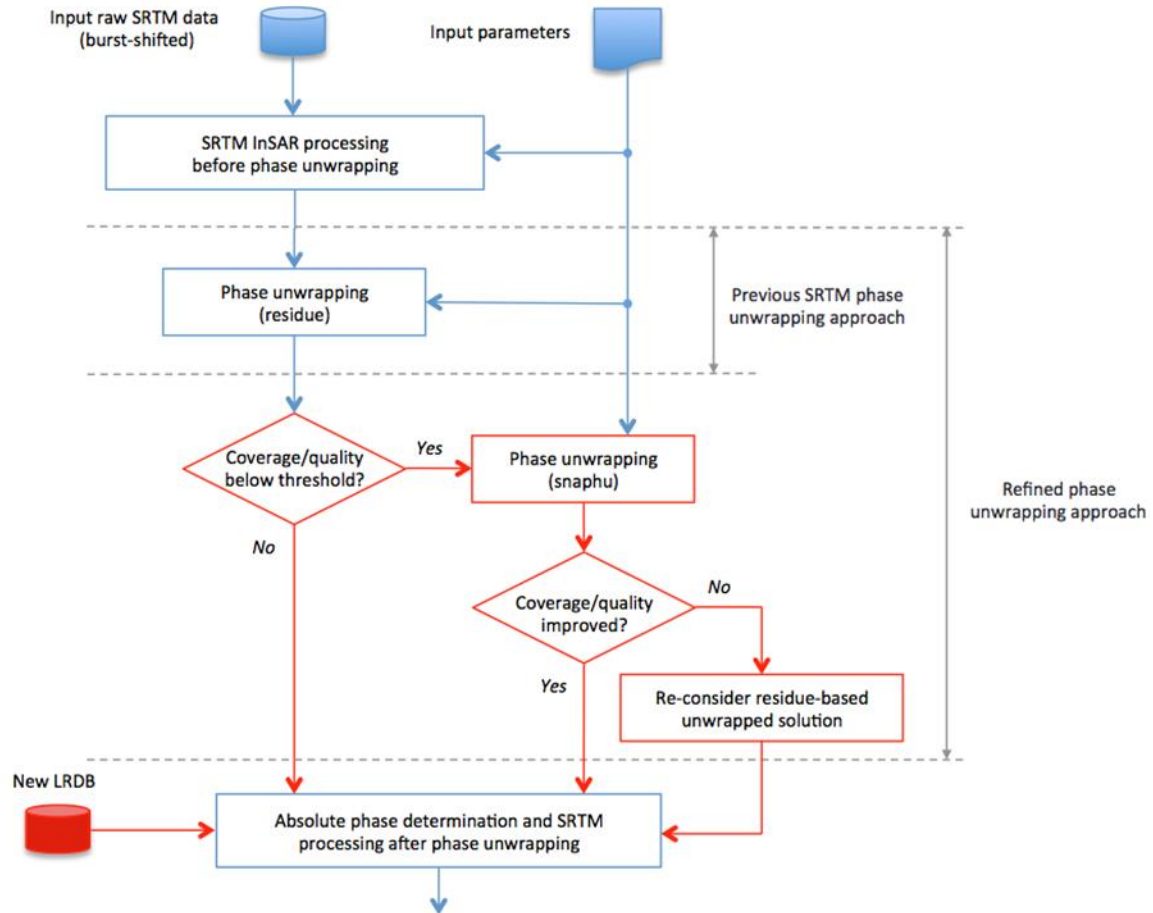 Input raw SRTM data
(burst-shifted)
Input parameters
SRTM InSAR processing
before phase unwrapping
Phase unwrapping
(residue)
Previous SRTM phase
unwrapping approach
Coverage/quality
below threshold?
Yes
Phase unwrapping
(snaphu)
Refined phase
unwrapping approach
No
Coverage/quality
improved?
No
Yes
Re-consider residue-based
unwrapped solution
New LRDB
Absolute phase determination and SRTM
processing after phase unwrapping